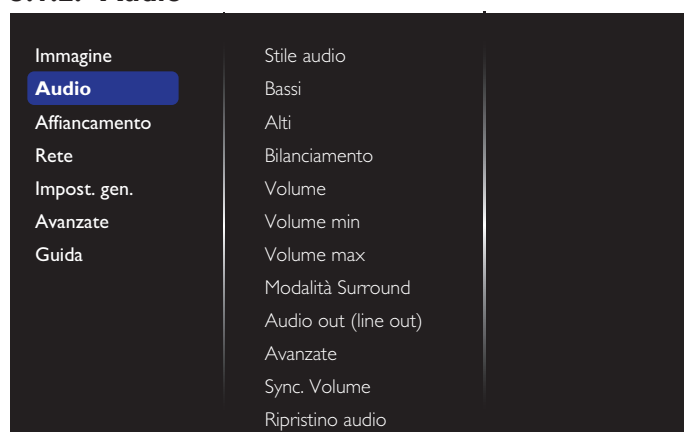 Immagine
Audio
Affiancamento
Rete
Impost. gen.
Avanzate
Guida
Stile audio
Bassi
Alti
Bilanciamento
Volume
Volume min
Volume max
Modalità Surround
Audio out (line out)
Avanzate
Sync. Volume
Ripristino audio